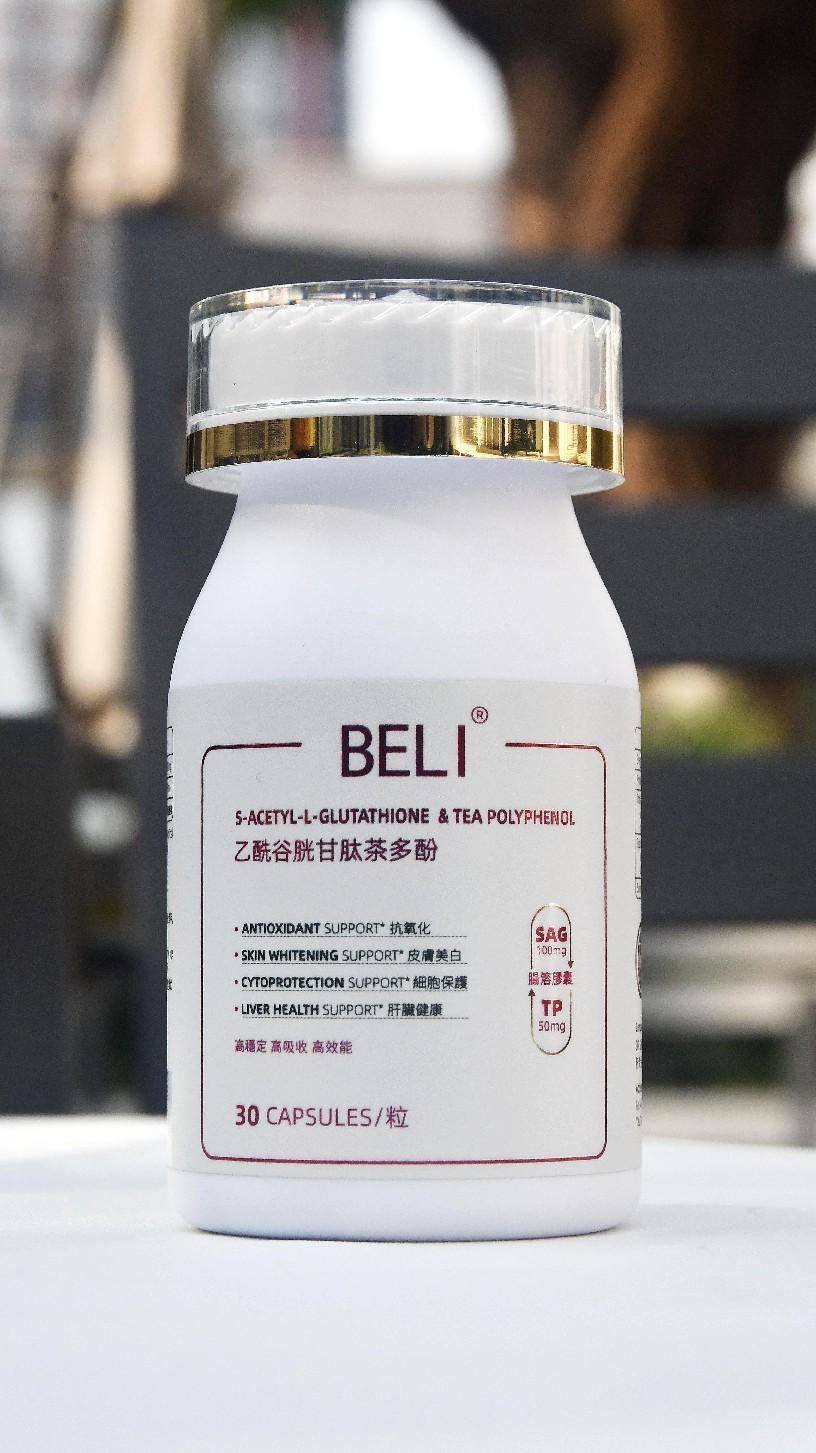 BELI®
S-ACETYL-L-GLUTATHIONE & TEA POLYPHENOL
乙酰谷胱甘肽茶多酚
• ANTIOXIDANT SUPPORT* 抗氧化
• SKIN WHITENING SUPPORT* 皮膚美白
• CYTOPROTECTION SUPPORT* 細胞保護
• LIVER HEALTH SUPPORT* 肝臟健康
高穩定 高吸收 高效能
SAG
100mg
腸溶膠囊
TP
50mg
30 CAPSULES/粒